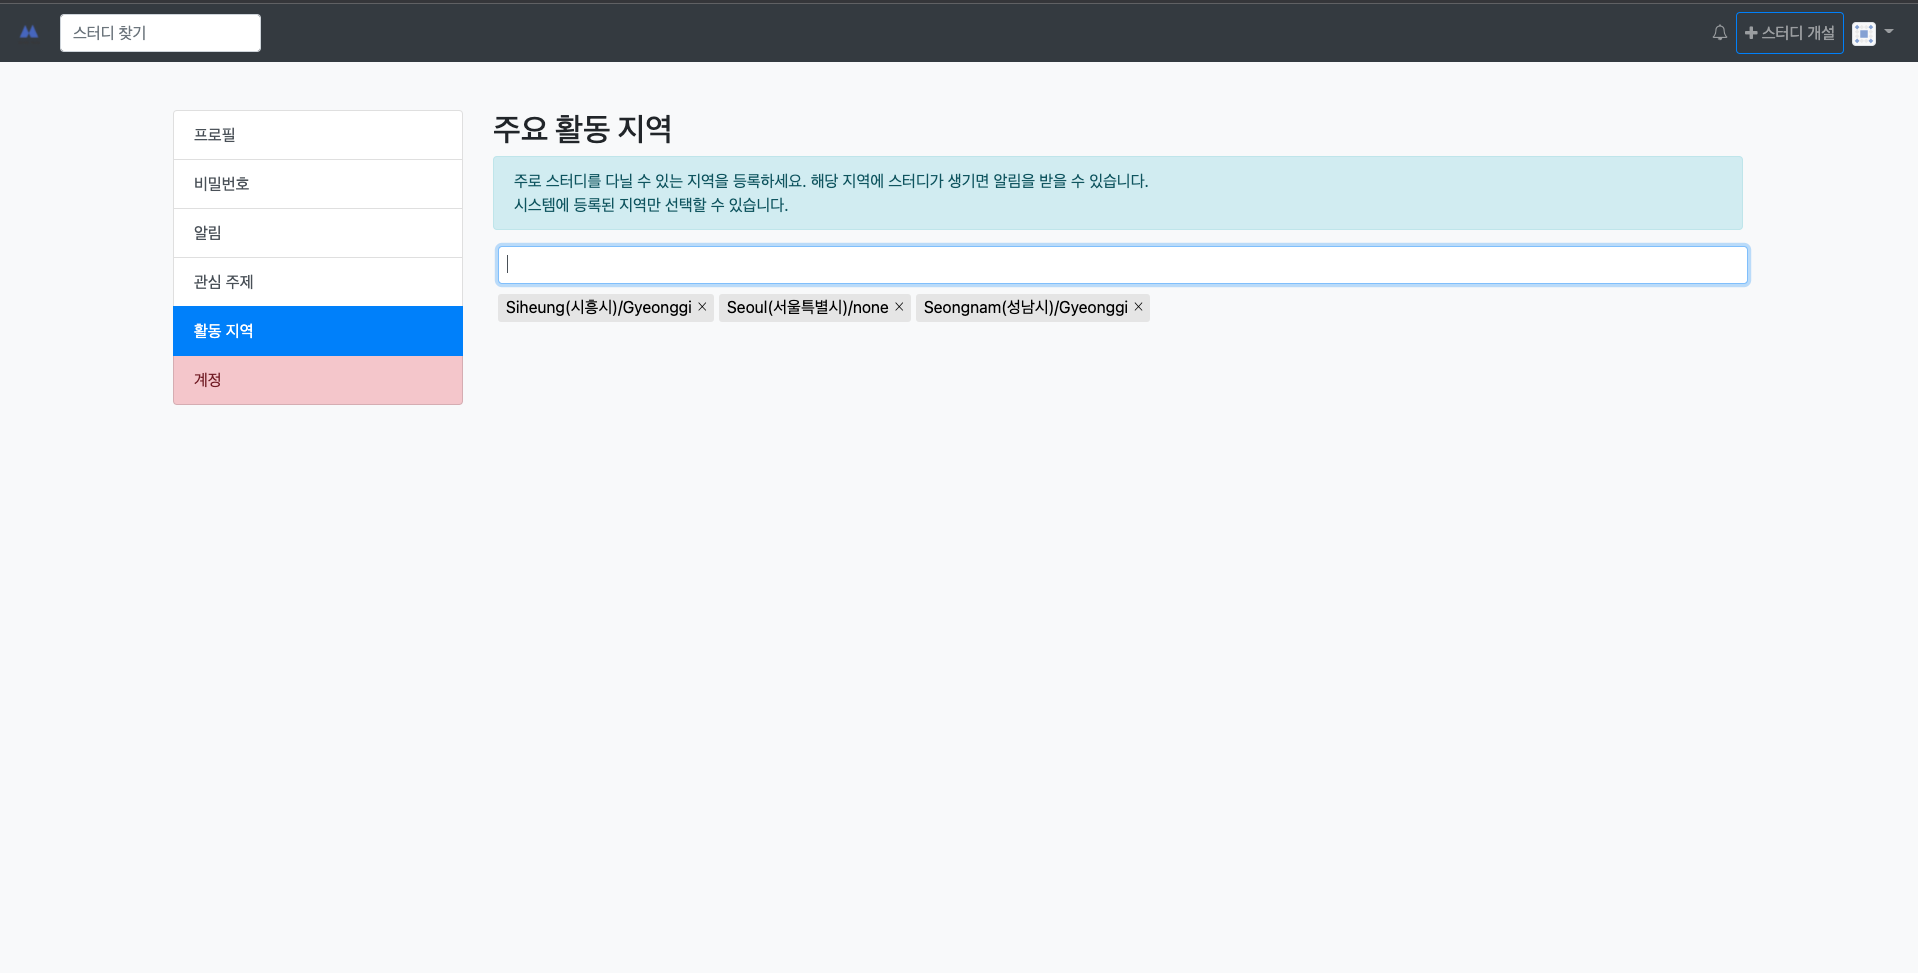 스터디 찾기
스터디 개설
프로필
비밀번호
알림
관심 주제
활동 지역
계정
주요 활동 지역
주로 스터디를 다닐 수 있는 지역을 등록하세요. 해당 지역에 스터디가 생기면 알림을 받을 수 있습니다.
시스템에 등록된 지역만 선택할 수 있습니다.
Siheung(시흥시)/Gyeonggi × Seoul(서울특별시)/none × Seongnam(성남시)/Gyeonggi ×